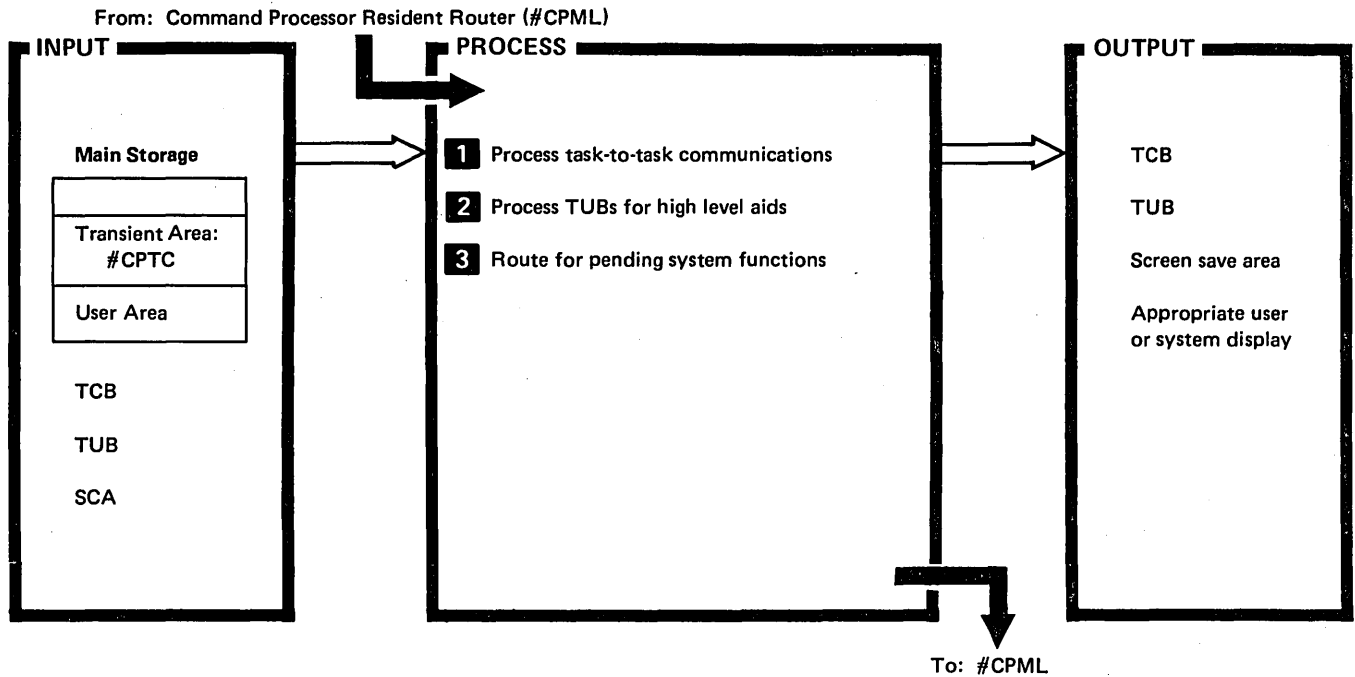 From: Command Processor Resident Router (#CPML)
INPUT
Main Storage
Transient Area:
#CPTC
User Area
TCB
TUB
SCA
PROCESS
1 Process task-to-task communications
2 Process TUBs for high level aids
3 Route for pending system functions
OUTPUT
TCB
TUB
Screen save area
Appropriate user
or system display
To: #CPML